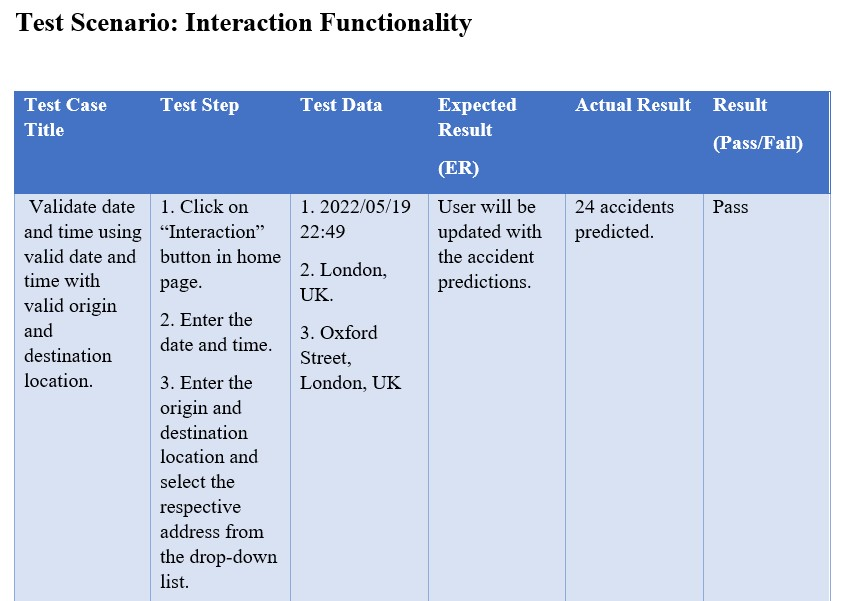 Test Scenario: Interaction Functionality
Test Case
Title
Test Step
Test Data
Expected
Result
(ER)
Actual Result
Result
(Pass/Fail)
Validate date
and time using
valid date and
time with
valid origin
and
destination
location.
1. Click on
“Interaction”
button in home
page.
2. Enter the
date and time.
3. Enter the
origin and
destination
location and
select the
respective
address from
the drop-down
list.
1. 2022/05/19
22:49
2. London,
UK.
3. Oxford
Street,
London, UK
User will be
updated with
the accident
predictions.
24 accidents
predicted.
Pass